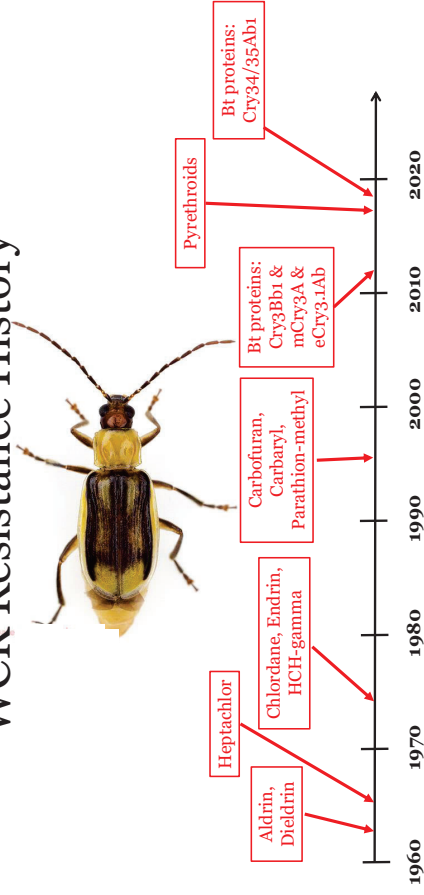 WCR Resistance History
Aldrin,
Dieldrin
Heptachlor
Chlordane, Endrin,
HCH-gamma
Carbofuran,
Carbaryl,
Parathion-methyl
Bt proteins:
Cry3Bb1 &
mCry3A &
eCry3.1Ab
Pyrethroids
Bt proteins:
Cry34/35Ab1
1960
1970
1980
1990
2000
2010
2020